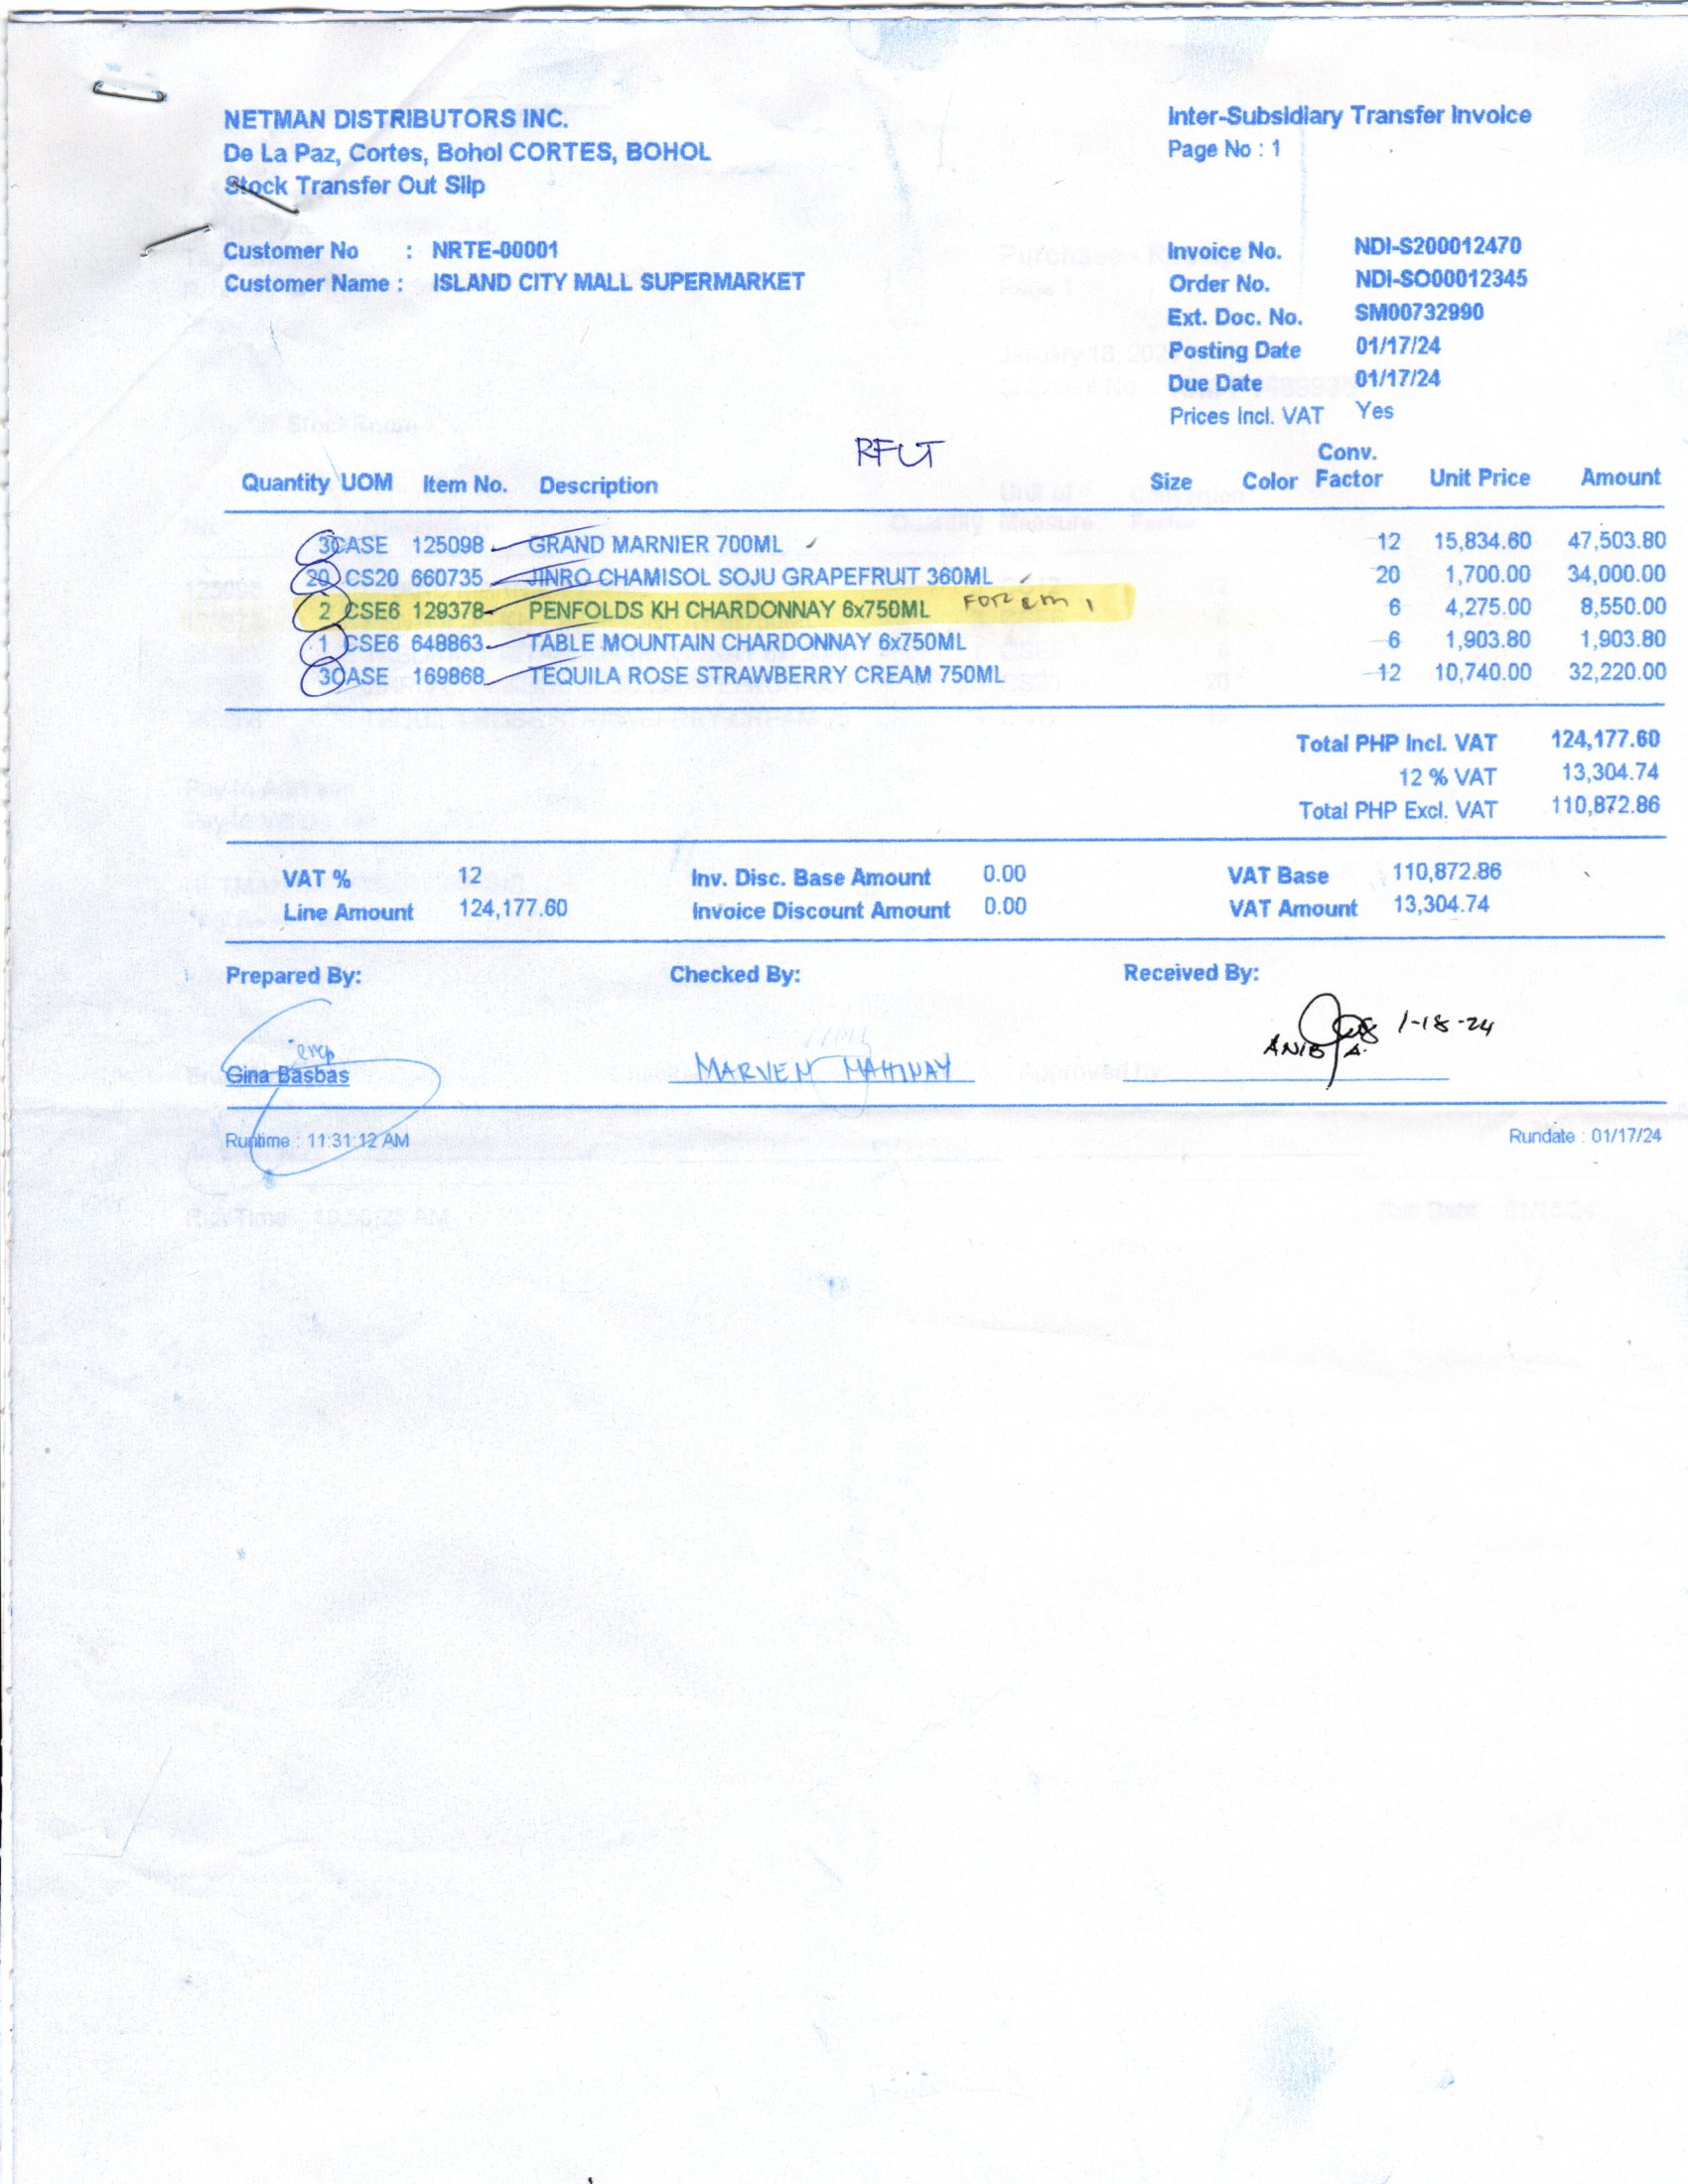 NETMAN DISTRIBUTORS INC.
De La Paz, Cortes, Bohol CORTES, BOHOL
Stock Transfer Out Slip
Inter-Subsidiary Transfer Invoice
Page No : 1
Customer No : NRTE-00001
Customer Name : ISLAND CITY MALL SUPERMARKET
Invoice No. NDI-S200012470
Order No. NDI-SO00012345
Ext. Doc. No. SM00732990
Posting Date 01/17/24
Due Date 01/17/24
Prices Incl. VAT Yes
Quantity UOM Item No. Description Size Color Conv. Factor Unit Price Amount
3 CASE 125098 GRAND MARNIER 700ML 12 15,834.60 47,503.80
20 CS20 660735 JINRO CHAMISOL SOJU GRAPEFRUIT 360ML 20 1,700.00 34,000.00
2 CSE6 129378 PENFOLDS KH CHARDONNAY 6x750ML 6 4,275.00 8,550.00
1 CSE6 648863 TABLE MOUNTAIN CHARDONNAY 6x750ML 6 1,903.80 1,903.80
3 CASE 169868 TEQUILA ROSE STRAWBERRY CREAM 750ML 12 10,740.00 32,220.00
Total PHP Incl. VAT 124,177.60
12 % VAT 13,304.74
Total PHP Excl. VAT 110,872.86
VAT % 12 Inv. Disc. Base Amount 0.00 VAT Base 110,872.86
Line Amount 124,177.60 Invoice Discount Amount 0.00 VAT Amount 13,304.74
Prepared By: Checked By: Received By:
1-18-24
Gina Basbas MARVEN MAHINAY
Runtime : 11:31:12 AM Rundate : 01/17/24